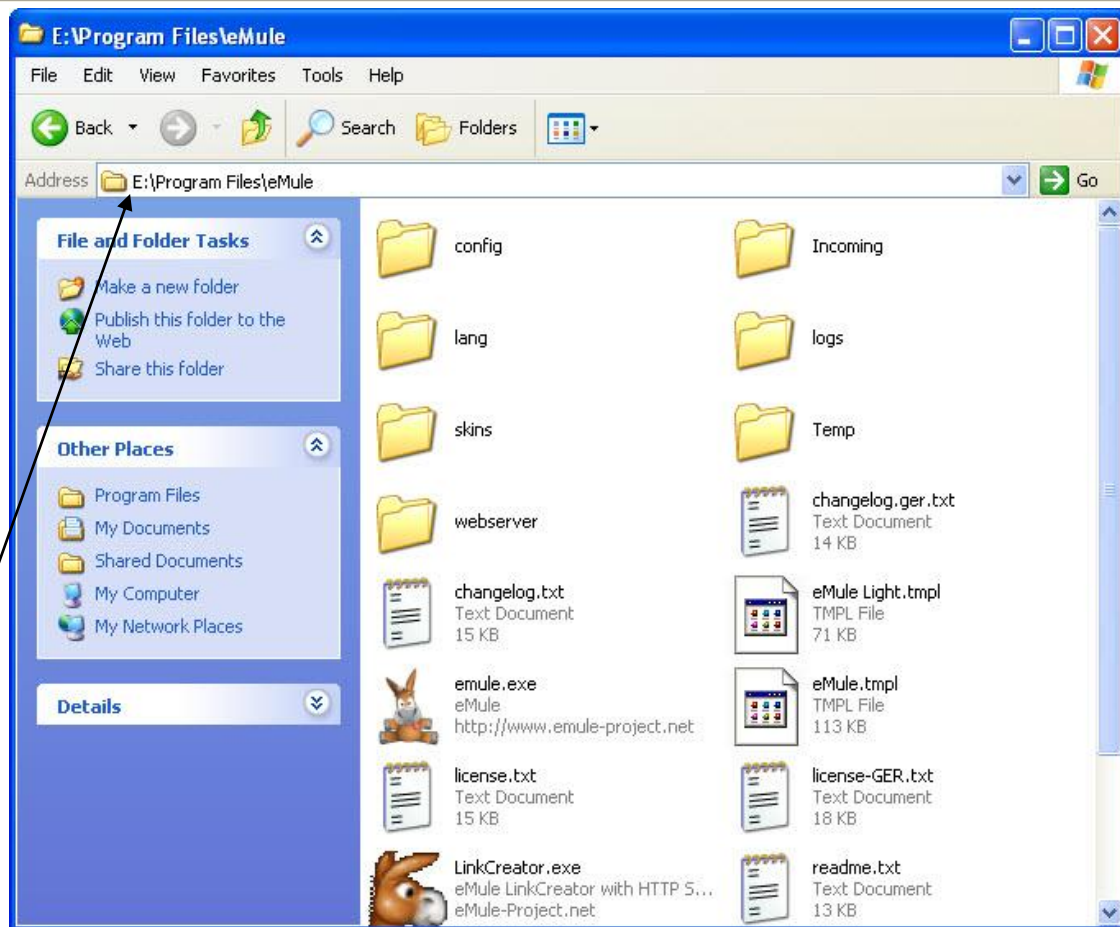 E:\Program Files\eMule
File Edit View Favorites Tools Help
Back Search Folders
Address E:\Program Files\eMule Go
File and Folder Tasks
Make a new folder
Publish this folder to the
Web
Share this folder
Other Places
Program Files
My Documents
Shared Documents
My Computer
My Network Places
Details
config
Incoming
lang
logs
skins
Temp
webserver
changelog.ger.txt
Text Document
14 KB
changelog.txt
Text Document
15 KB
eMule Light.tmpl
TMPL File
71 KB
emule.exe
eMule
http://www.emule-project.net
eMule.tmpl
TMPL File
113 KB
license.txt
Text Document
15 KB
license-GER.txt
Text Document
18 KB
LinkCreator.exe
eMule LinkCreator with HTTP S...
eMule-Project.net
readme.txt
Text Document
13 KB